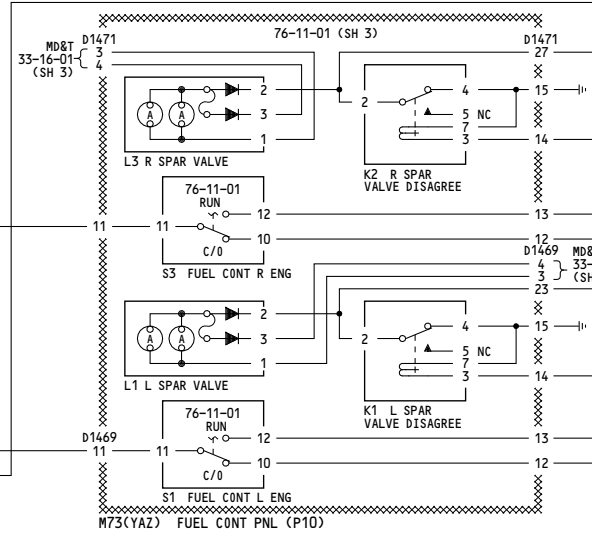 76-11-01 (SH 3)
D1471
D1471
MD&T
33-16-01
(SH 3)
3
4
27
A
A
2
3
1
L3 R SPAR VALVE
2
4
5 NC
7
3
15
14
K2 R SPAR
VALVE DISAGREE
76-11-01
RUN
11
11
12
10
C/O
13
12
S3 FUEL CONT R ENG
D1469
MD&
4
33-
3
(SH
23
A
A
2
3
1
L1 L SPAR VALVE
2
4
5 NC
7
3
15
14
K1 L SPAR
VALVE DISAGREE
76-11-01
RUN
D1469
11
11
12
10
C/O
13
12
S1 FUEL CONT L ENG
M73(YAZ) FUEL CONT PNL (P10)